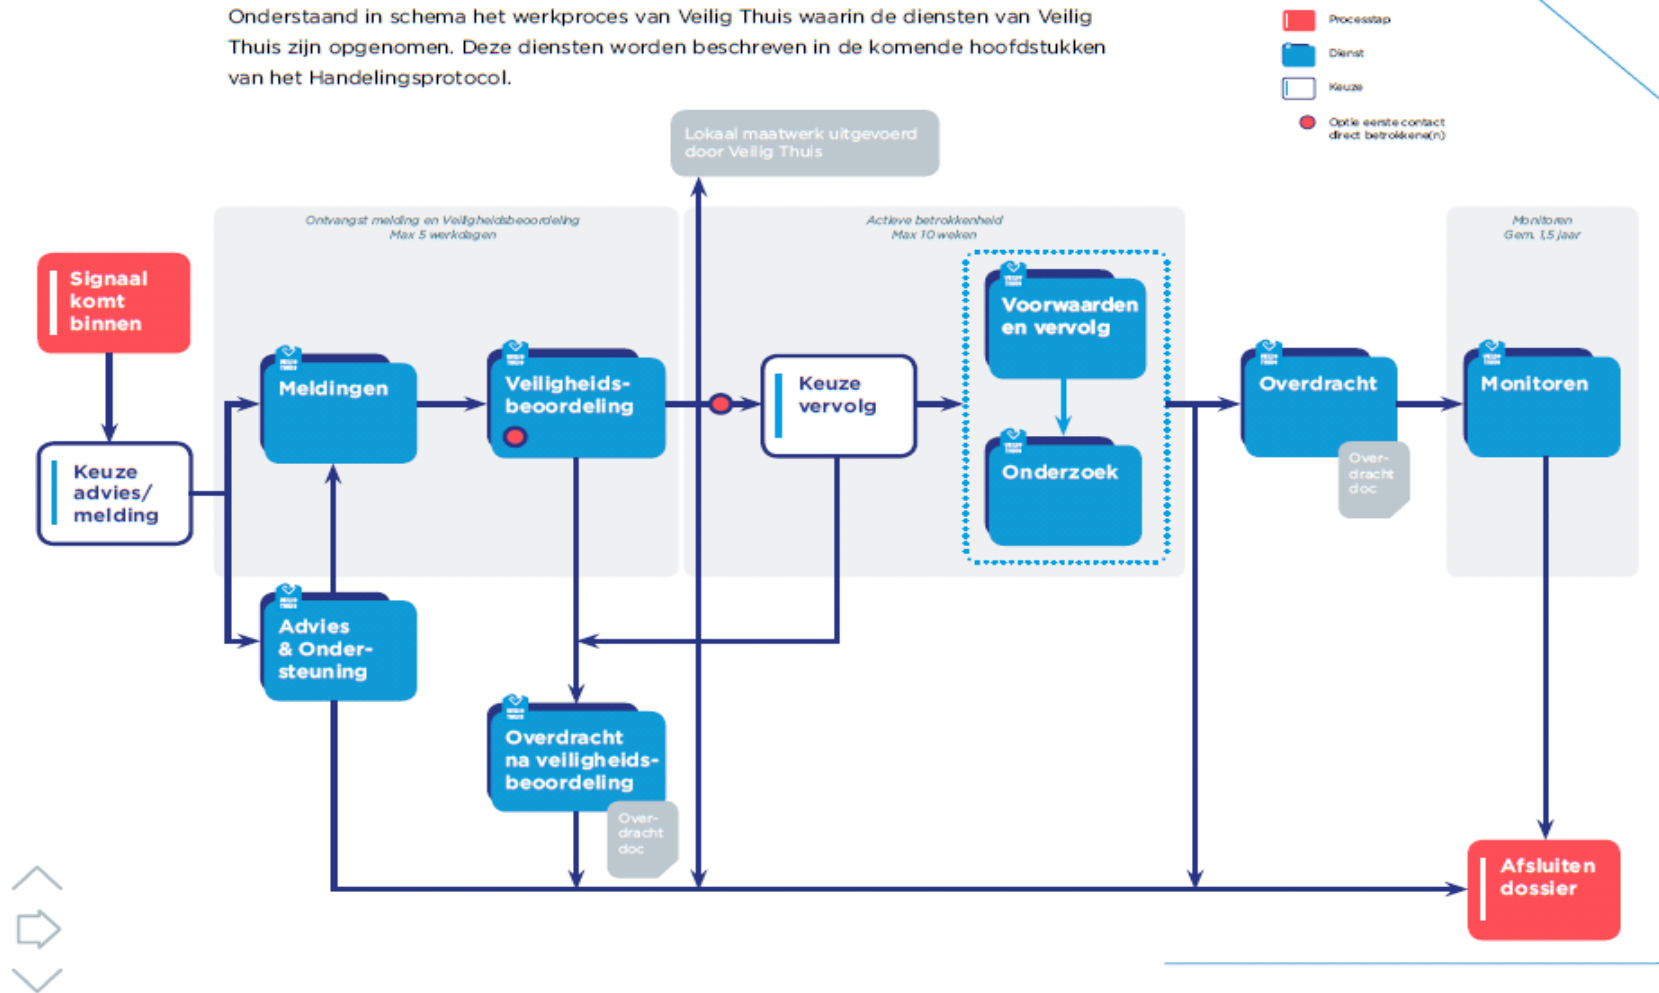 Onderstaand in schema het werkproces van Veilig Thuis waarin de diensten van Veilig
Thuis zijn opgenomen. Deze diensten worden beschreven in de komende hoofdstukken
van het Handelingsprotocol.
Processtap
Dienst
Keuze
Optie eerste contact
direct betrokkene(n)
Lokaal maatwerk uitgevoerd
door Veilig Thuis
Ontvangst melding en Veiligheidsbeoordeling
Max 5 werkdagen
Actieve betrokkenheid
Max 10 weken
Monitoren
Gem. 1,5 jaar
Signaal
komt
binnen
Keuze
advies/
melding
Meldingen
Veiligheids-
beoordeling
Keuze
vervolg
Voorwaarden
en vervolg
Onderzoek
Overdracht
Over-
dracht
doc
Monitoren
Advies
& Onder-
steuning
Overdracht
na veiligheids-
beoordeling
Over-
dracht
doc
Afsluiten
dossier